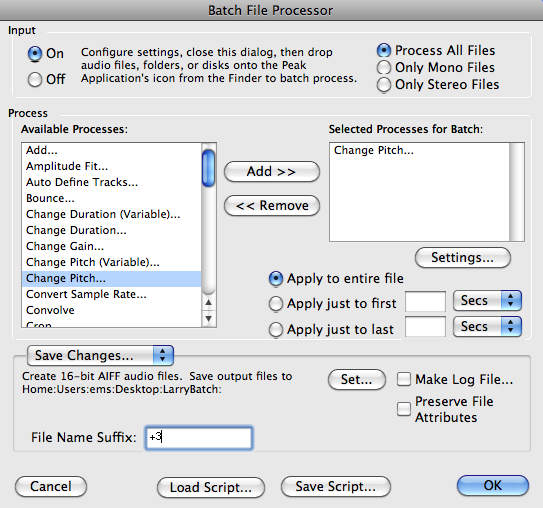 Batch File Processor
Input
On
Off
Configure settings, close this dialog, then drop
audio files, folders, or disks onto the Peak
Application's icon from the Finder to batch process.
Process All Files
Only Mono Files
Only Stereo Files
Process
Available Processes:
Add...
Amplitude Fit...
Auto Define Tracks...
Bounce...
Change Duration (Variable)...
Change Duration...
Change Gain...
Change Pitch (Variable)...
Change Pitch...
Convert Sample Rate...
Convolve
Crop
Add >>
<< Remove
Selected Processes for Batch:
Change Pitch...
Settings...
Apply to entire file
Apply just to first
Secs
Apply just to last
Secs
Save Changes...
Create 16-bit AIFF audio files. Save output files to
Home:Users:ems:Desktop:LarryBatch:
Set...
Make Log File...
Preserve File
Attributes
File Name Suffix:
+3
Cancel
Load Script...
Save Script...
OK